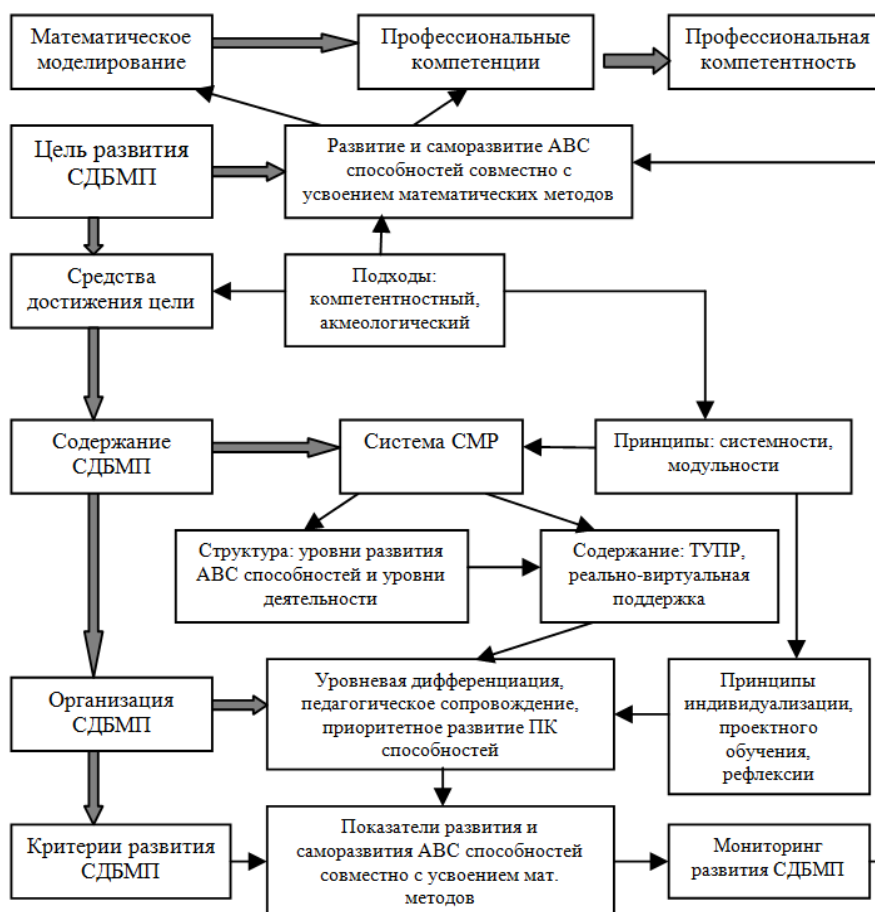 Математическое
моделирование
Профессиональные
компетенции
Профессиональная
компетентность
Цель развития
СДБМП
Развитие и саморазвитие АВС
способностей совместно с
усвоением математических методов
Средства
достижения цели
Подходы:
компетентностный,
акмеологический
Содержание
СДБМП
Система СМР
Принципы: системности,
модульности
Структура: уровни развития
АВС способностей и уровни
деятельности
Содержание: ТУПР,
реально-виртуальная
поддержка
Организация
СДБМП
Уровневая дифференциация,
педагогическое сопровождение,
приоритетное развитие ПК
способностей
Принципы
индивидуализации,
проектного
обучения,
рефлексии
Критерии развития
СДБМП
Показатели развития и
саморазвития АВС способностей
совместно с усвоением мат.
методов
Мониторинг
развития СДБМП